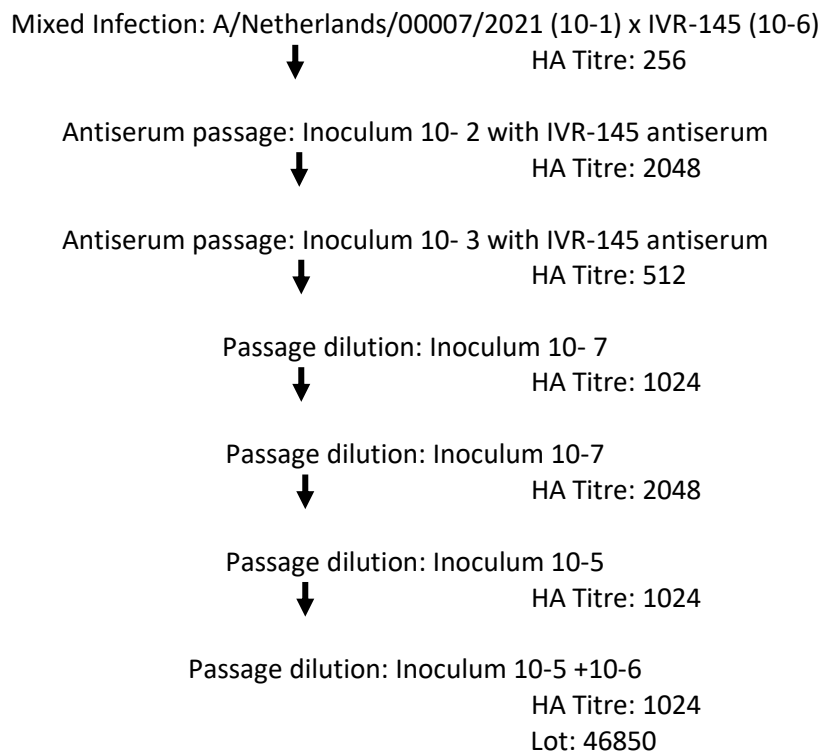 Mixed Infection: A/Netherlands/00007/2021 (10-1) x IVR-145 (10-6)
HA Titre: 256
Antiserum passage: Inoculum 10- 2 with IVR-145 antiserum
HA Titre: 2048
Antiserum passage: Inoculum 10- 3 with IVR-145 antiserum
HA Titre: 512
Passage dilution: Inoculum 10- 7
HA Titre: 1024
Passage dilution: Inoculum 10-7
HA Titre: 2048
Passage dilution: Inoculum 10-5
HA Titre: 1024
Passage dilution: Inoculum 10-5 +10-6
HA Titre: 1024
Lot: 46850